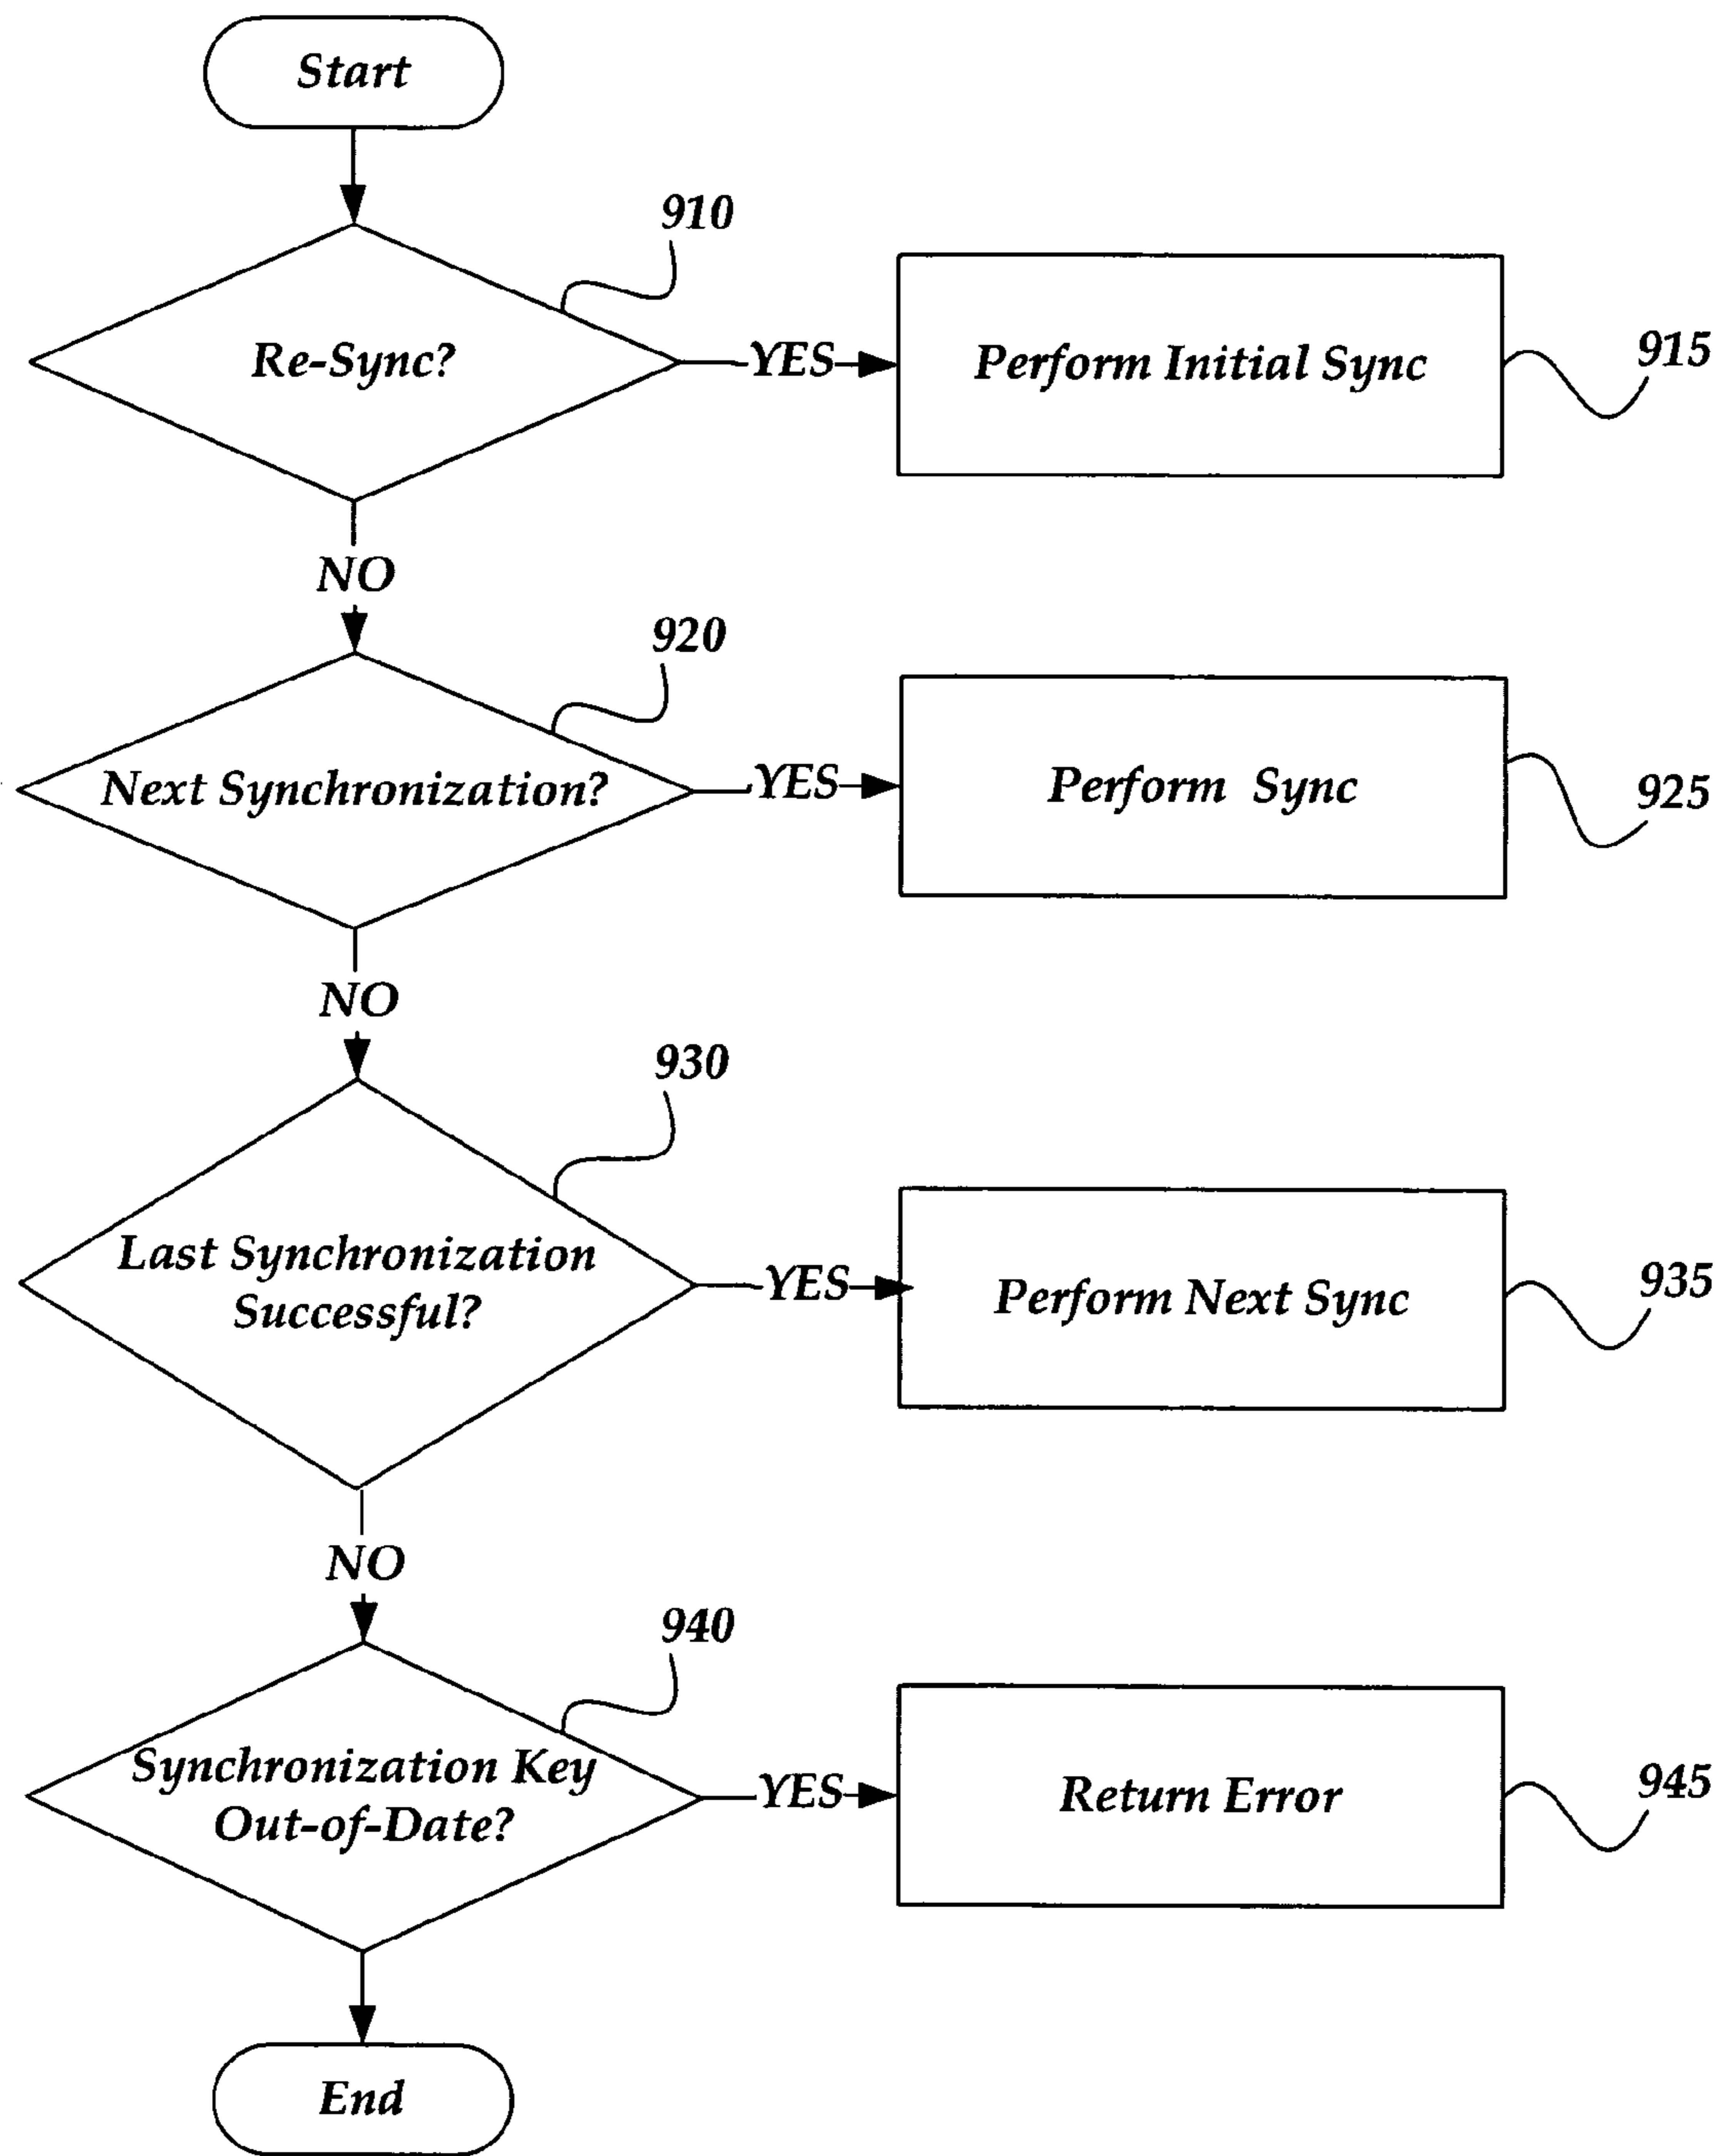 Start
910
Re-Sync?
YES
Perform Initial Sync
915
NO
920
Next Synchronization?
YES
Perform Sync
925
NO
930
Last Synchronization
Successful?
YES
Perform Next Sync
935
NO
940
Synchronization Key
Out-of-Date?
YES
Return Error
945
End